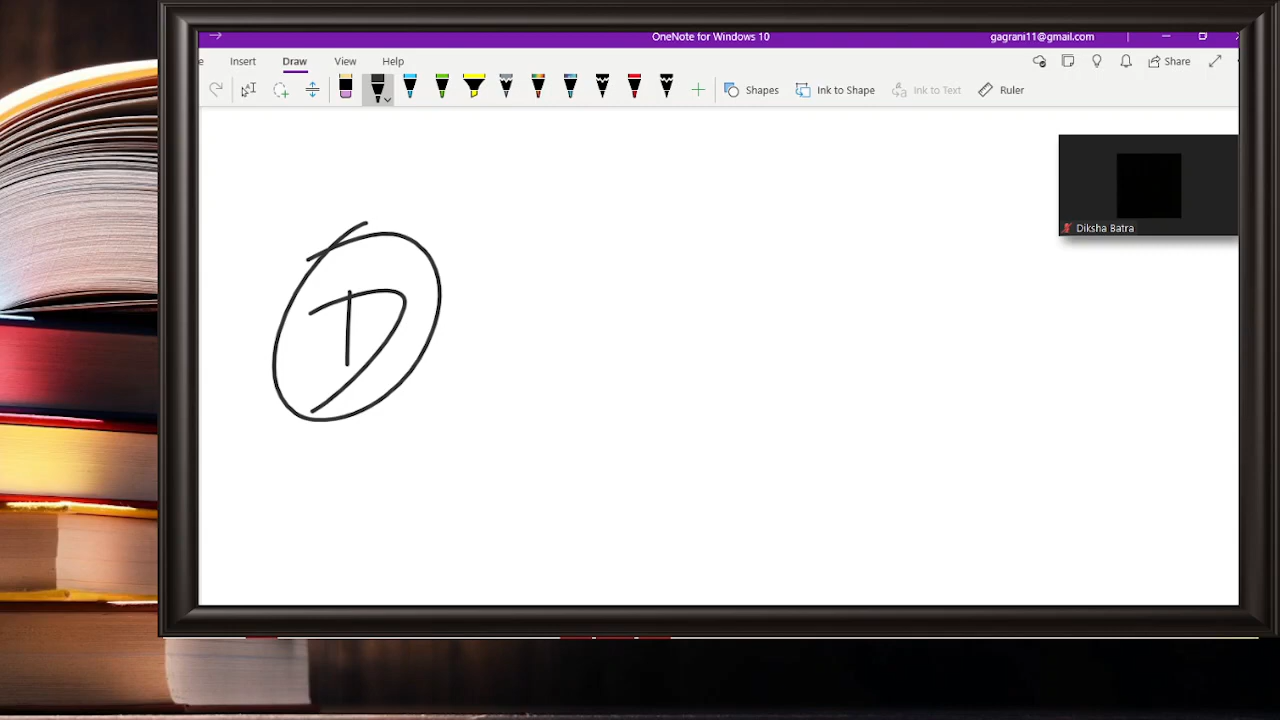 OneNote for Windows 10 gagrani11@gmail.com
Insert Draw View Help Share
Shapes Ink to Shape Ink to Text Ruler
Diksha Batra
D